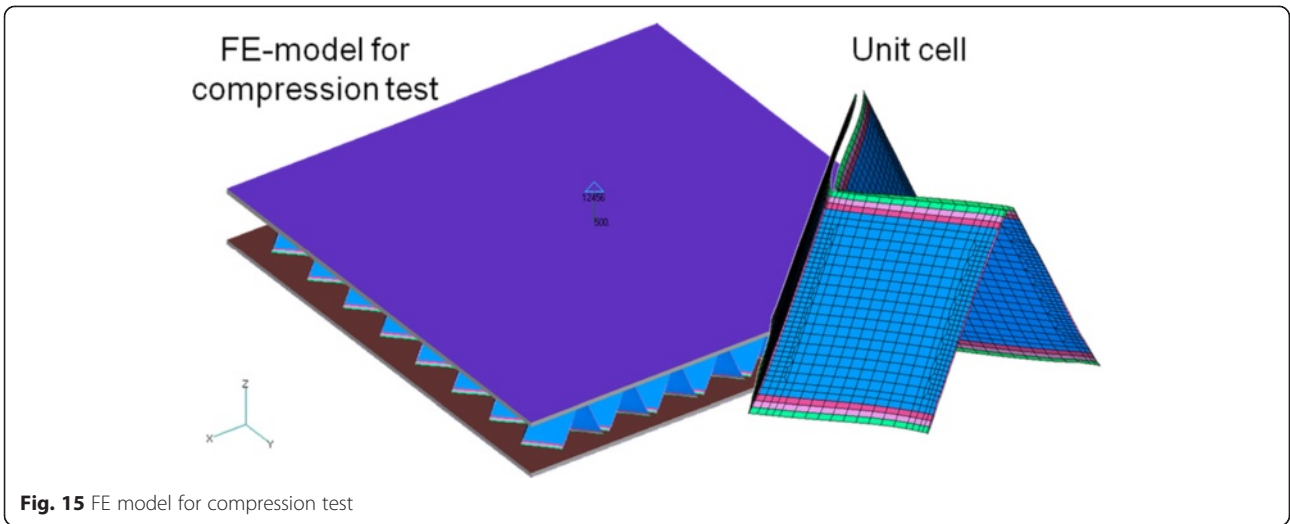 FE-model for
compression test
Unit cell
12456
500
Z
X
Y
Fig. 15 FE model for compression test